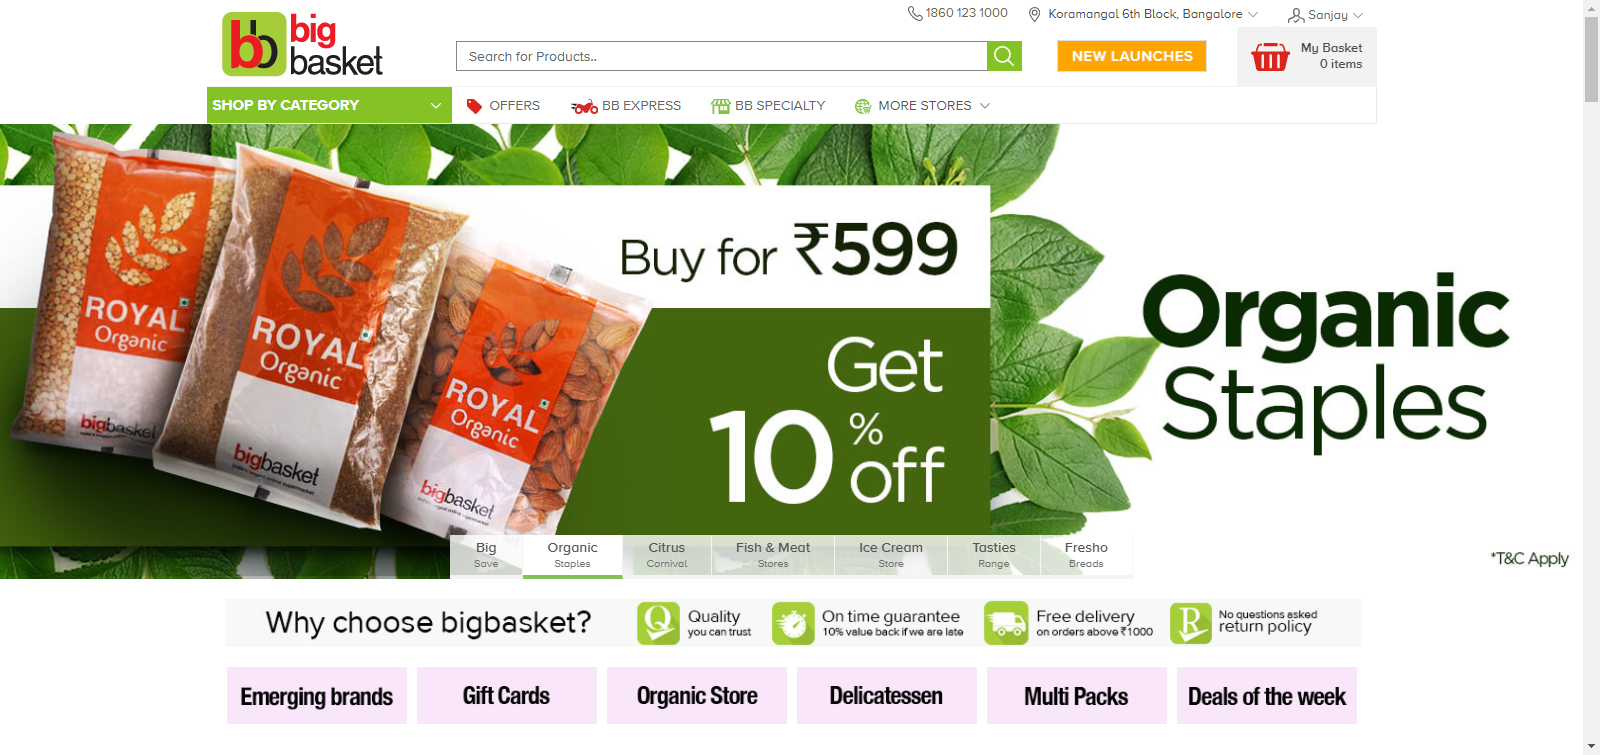 1860 123 1000
Koramangal 6th Block, Bangalore
Sanjay
bb
big
basket
Search for Products..
NEW LAUNCHES
My Basket
0 items
SHOP BY CATEGORY
OFFERS
BB EXPRESS
BB SPECIALTY
MORE STORES
ROYAL
Organic
bigbasket
ROYAL
Organic
bigbasket
ROYAL
Organic
bigbasket
Buy for ₹599
Get
10% off
Organic
Staples
*T&C Apply
Big
Save
Organic
Staples
Citrus
Cornival
Fish & Meat
Stores
Ice Cream
Store
Tasties
Range
Fresho
Breads
Why choose bigbasket?
Q
Quality
you can trust
On time guarantee
10% value back if we are late
Free delivery
on orders above ₹1000
R
No questions asked
return policy
Emerging brands
Gift Cards
Organic Store
Delicatessen
Multi Packs
Deals of the week